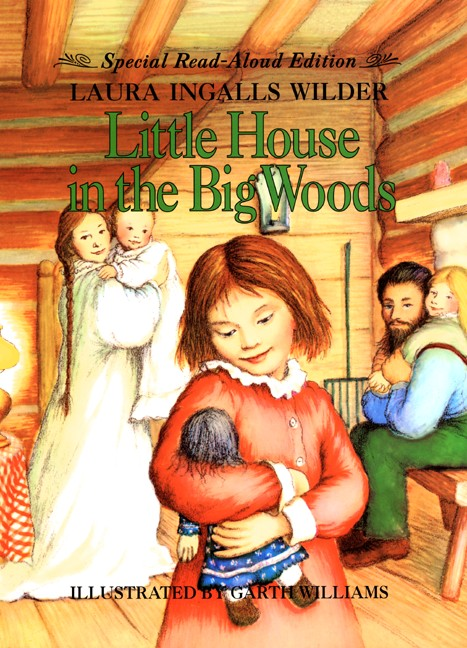 Special Read-Aloud Edition
LAURA INGALLS WILDER
Little House
in the Big Woods
ILLUSTRATED BY GARTH WILLIAMS